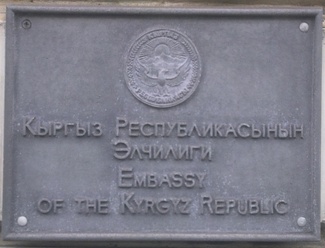 Кыргыз Республикасынын
Элчилиги
Embassy
of the Kyrgyz Republic